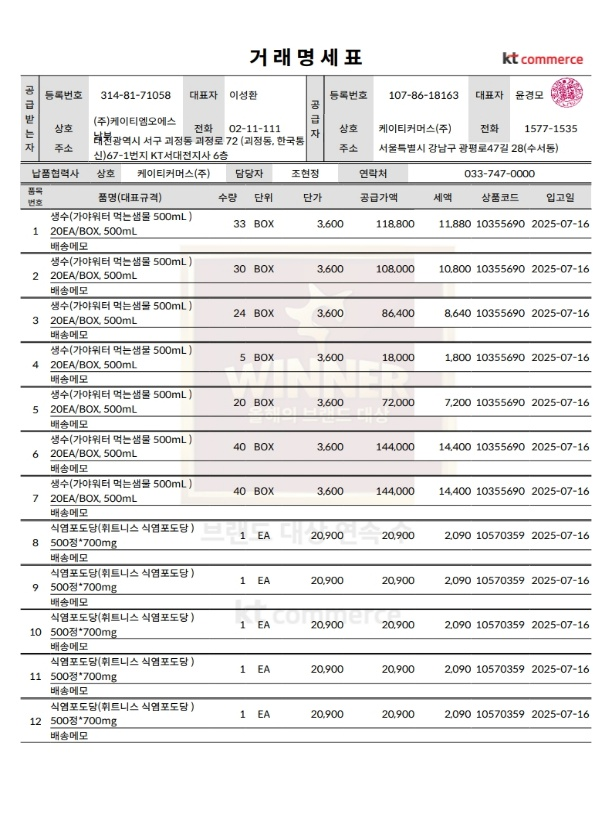 거래명세표
kt commerce
공급받는자 등록번호 314-81-71058 대표자 이성환 공급자 등록번호 107-86-18163 대표자 윤경모
상호 (주)케이티엠오에스남부 전화 02-11-111 상호 케이티커머스(주) 전화 1577-1535
주소 대전광역시 서구 괴정동 괴정로 72 (괴정동, 한국통신)67-1번지 KT서대전지사 6층 주소 서울특별시 강남구 광평로47길 28(수서동)
납품협력사 상호 케이티커머스(주) 담당자 조현정 연락처 033-747-0000
품목번호 품명(대표규격) 수량 단위 단가 공급가액 세액 상품코드 입고일
1 생수(가야워터 먹는샘물 500mL ) 33 BOX 3,600 118,800 11,880 10355690 2025-07-16
20EA/BOX, 500mL
배송메모
2 생수(가야워터 먹는샘물 500mL ) 30 BOX 3,600 108,000 10,800 10355690 2025-07-16
20EA/BOX, 500mL
배송메모
3 생수(가야워터 먹는샘물 500mL ) 24 BOX 3,600 86,400 8,640 10355690 2025-07-16
20EA/BOX, 500mL
배송메모
4 생수(가야워터 먹는샘물 500mL ) 5 BOX 3,600 18,000 1,800 10355690 2025-07-16
20EA/BOX, 500mL
배송메모
5 생수(가야워터 먹는샘물 500mL ) 20 BOX 3,600 72,000 7,200 10355690 2025-07-16
20EA/BOX, 500mL
배송메모
6 생수(가야워터 먹는샘물 500mL ) 40 BOX 3,600 144,000 14,400 10355690 2025-07-16
20EA/BOX, 500mL
배송메모
7 생수(가야워터 먹는샘물 500mL ) 40 BOX 3,600 144,000 14,400 10355690 2025-07-16
20EA/BOX, 500mL
배송메모
8 식염포도당(휘트니스 식염포도당 ) 1 EA 20,900 20,900 2,090 10570359 2025-07-16
500정*700mg
배송메모
9 식염포도당(휘트니스 식염포도당 ) 1 EA 20,900 20,900 2,090 10570359 2025-07-16
500정*700mg
배송메모
10 식염포도당(휘트니스 식염포도당 ) 1 EA 20,900 20,900 2,090 10570359 2025-07-16
500정*700mg
배송메모
11 식염포도당(휘트니스 식염포도당 ) 1 EA 20,900 20,900 2,090 10570359 2025-07-16
500정*700mg
배송메모
12 식염포도당(휘트니스 식염포도당 ) 1 EA 20,900 20,900 2,090 10570359 2025-07-16
500정*700mg
배송메모
WINNER
올해의 브랜드 대상
브랜드 대상 연속 수
kt commerce